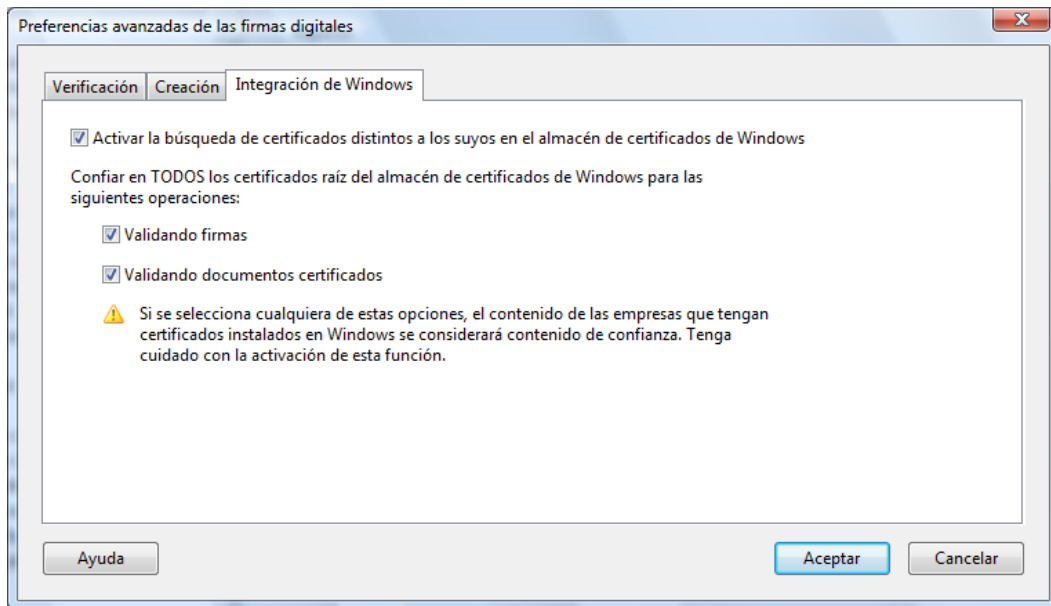 Preferencias avanzadas de las firmas digitales
Verificación Creación Integración de Windows
Activar la búsqueda de certificados distintos a los suyos en el almacén de certificados de Windows
Confiar en TODOS los certificados raíz del almacén de certificados de Windows para las
siguientes operaciones:
Validando firmas
Validando documentos certificados
Si se selecciona cualquiera de estas opciones, el contenido de las empresas que tengan
certificados instalados en Windows se considerará contenido de confianza. Tenga
cuidado con la activación de esta función.
Ayuda Aceptar Cancelar